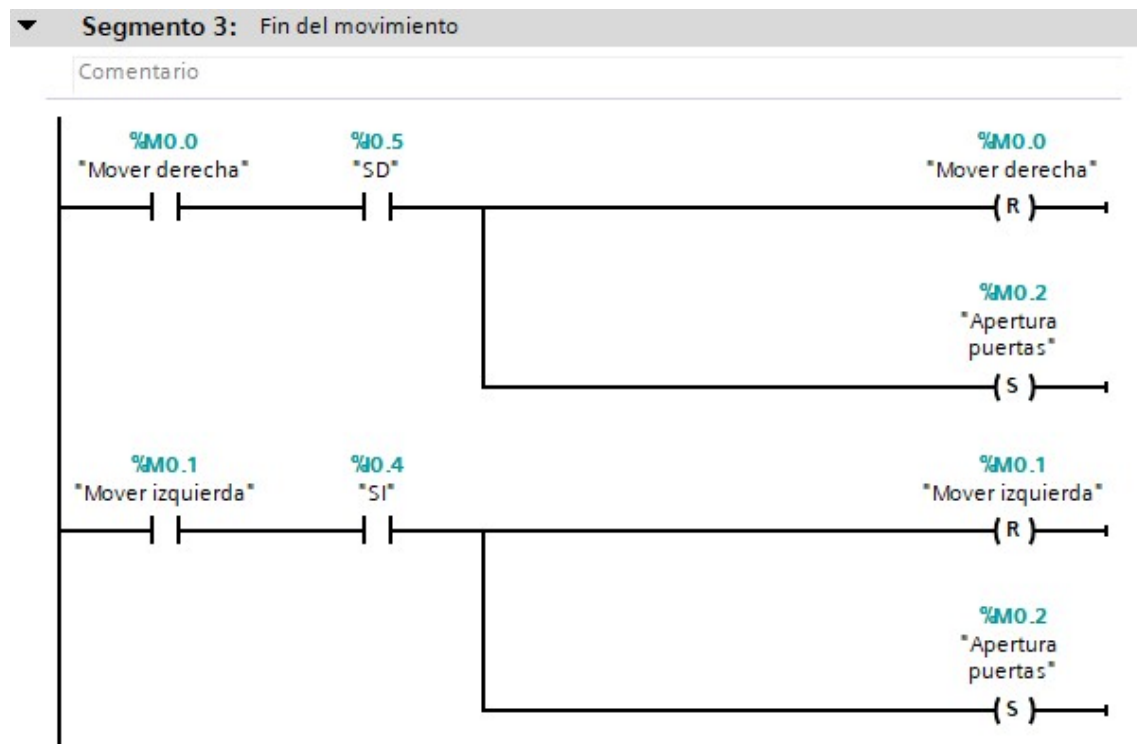 Segmento 3: Fin del movimiento
Comentario
%M0.0 %I0.5 %M0.0
"Mover derecha" "SD" "Mover derecha"
R
%M0.2
"Apertura
puertas"
S
%M0.1 %I0.4 %M0.1
"Mover izquierda" "SI" "Mover izquierda"
R
%M0.2
"Apertura
puertas"
S